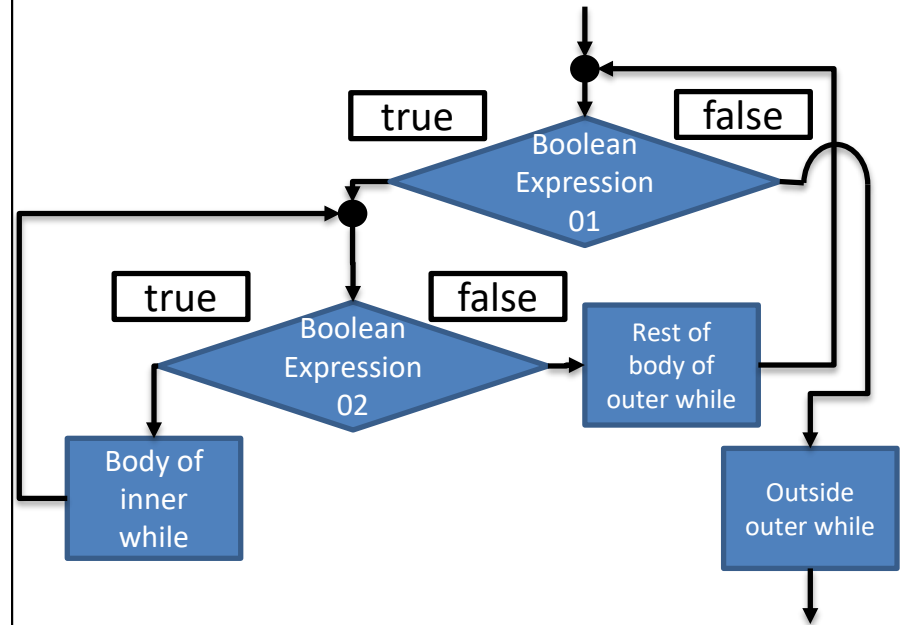 true
false
Boolean
Expression
01
true
false
Boolean
Expression
02
Rest of
body of
outer while
Body of
inner
while
Outside
outer while